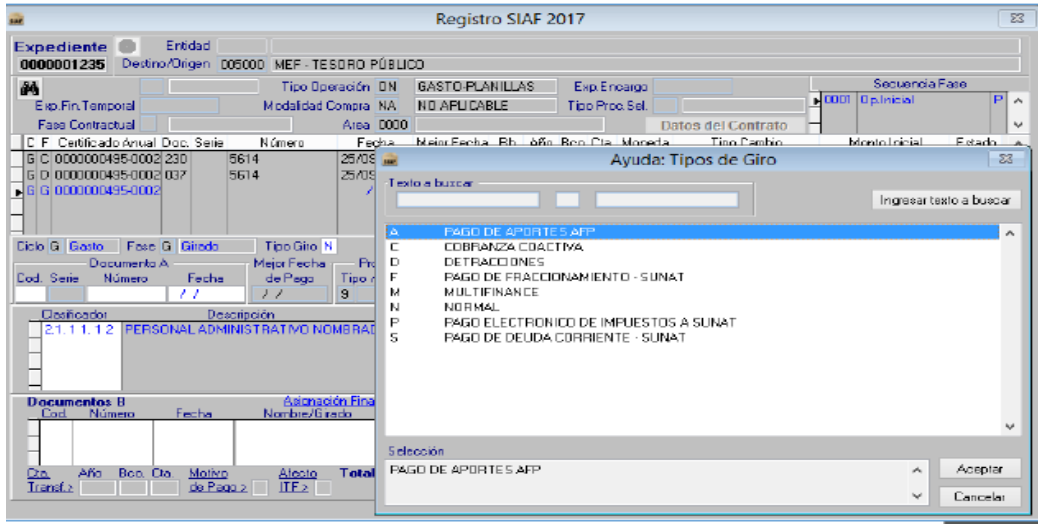 Registro SIAF 2017
Expediente Entidad
0000001235 Destino/Origen 005000 MEF - TESORO PÚBLICO
Tipo Operación ON GASTO-PLANILLAS Exp.Encargo Secuencia Fase
Exp.Fin.Temporal Modalidad Compra NA NO APLICABLE Tipo Proc.Sel. 0001 Op.Inicial P
Fase Contractual Area 0000 Datos del Contrato
C F Certificado Anual Doc. Serie Número Fecha Mejor Fecha Rb. Año Bco Cta Moneda Tipo Cambio Monto Inicial Estado
G C 0000000495-0002 230 5614 25/05
G D 0000000495-0002 037 5614 25/05
G G 0000000495-0002 /
Ciclo G Gasto Fase G Girado Tipo Giro N
Documento A Mejor Fecha
Cod. Serie Número Fecha de Pago Tipo
/ / / / 9
Clasificador Descripción
2.1. 1 1. 1 2 PERSONAL ADMINISTRATIVO NOMBRAD
Documentos B Asignación Fina
Cod. Número Fecha Nombre/Girado
Cta. Año Bco. Cta. Motivo Afecto Total
Transf.> de Pago > ITF >
Ayuda: Tipos de Giro
Texto a buscar
Ingresar texto a buscar
A PAGO DE APORTES AFP
C COBRANZA COACTIVA
D DETRACCIONES
F PAGO DE FRACCIONAMIENTO - SUNAT
M MULTIFINANCE
N NORMAL
P PAGO ELECTRONICO DE IMPUESTOS A SUNAT
S PAGO DE DEUDA CORRIENTE - SUNAT
Selección
PAGO DE APORTES AFP
Aceptar
Cancelar